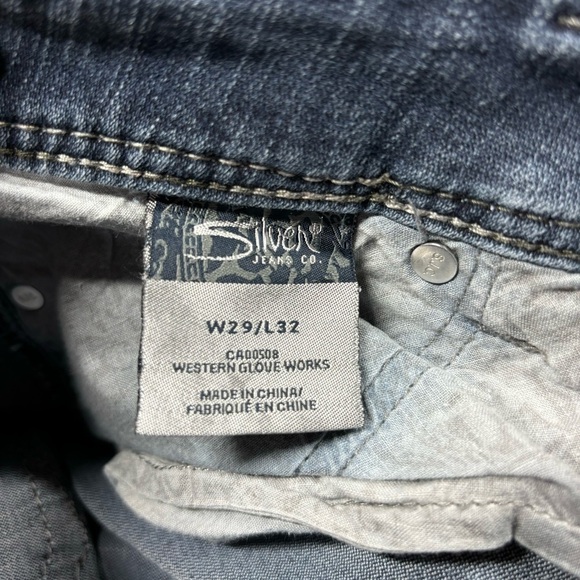 Silver
JEANS CO.
W29/L32
CA00508
WESTERN GLOVE WORKS
MADE IN CHINA/
FABRIQUÉ EN CHINE